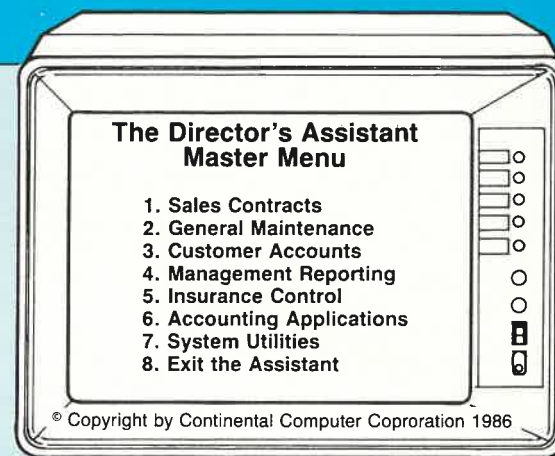 The Director's Assistant
Master Menu
1. Sales Contracts
2. General Maintenance
3. Customer Accounts
4. Management Reporting
5. Insurance Control
6. Accounting Applications
7. System Utilities
8. Exit the Assistant
© Copyright by Continental Computer Coproration 1986